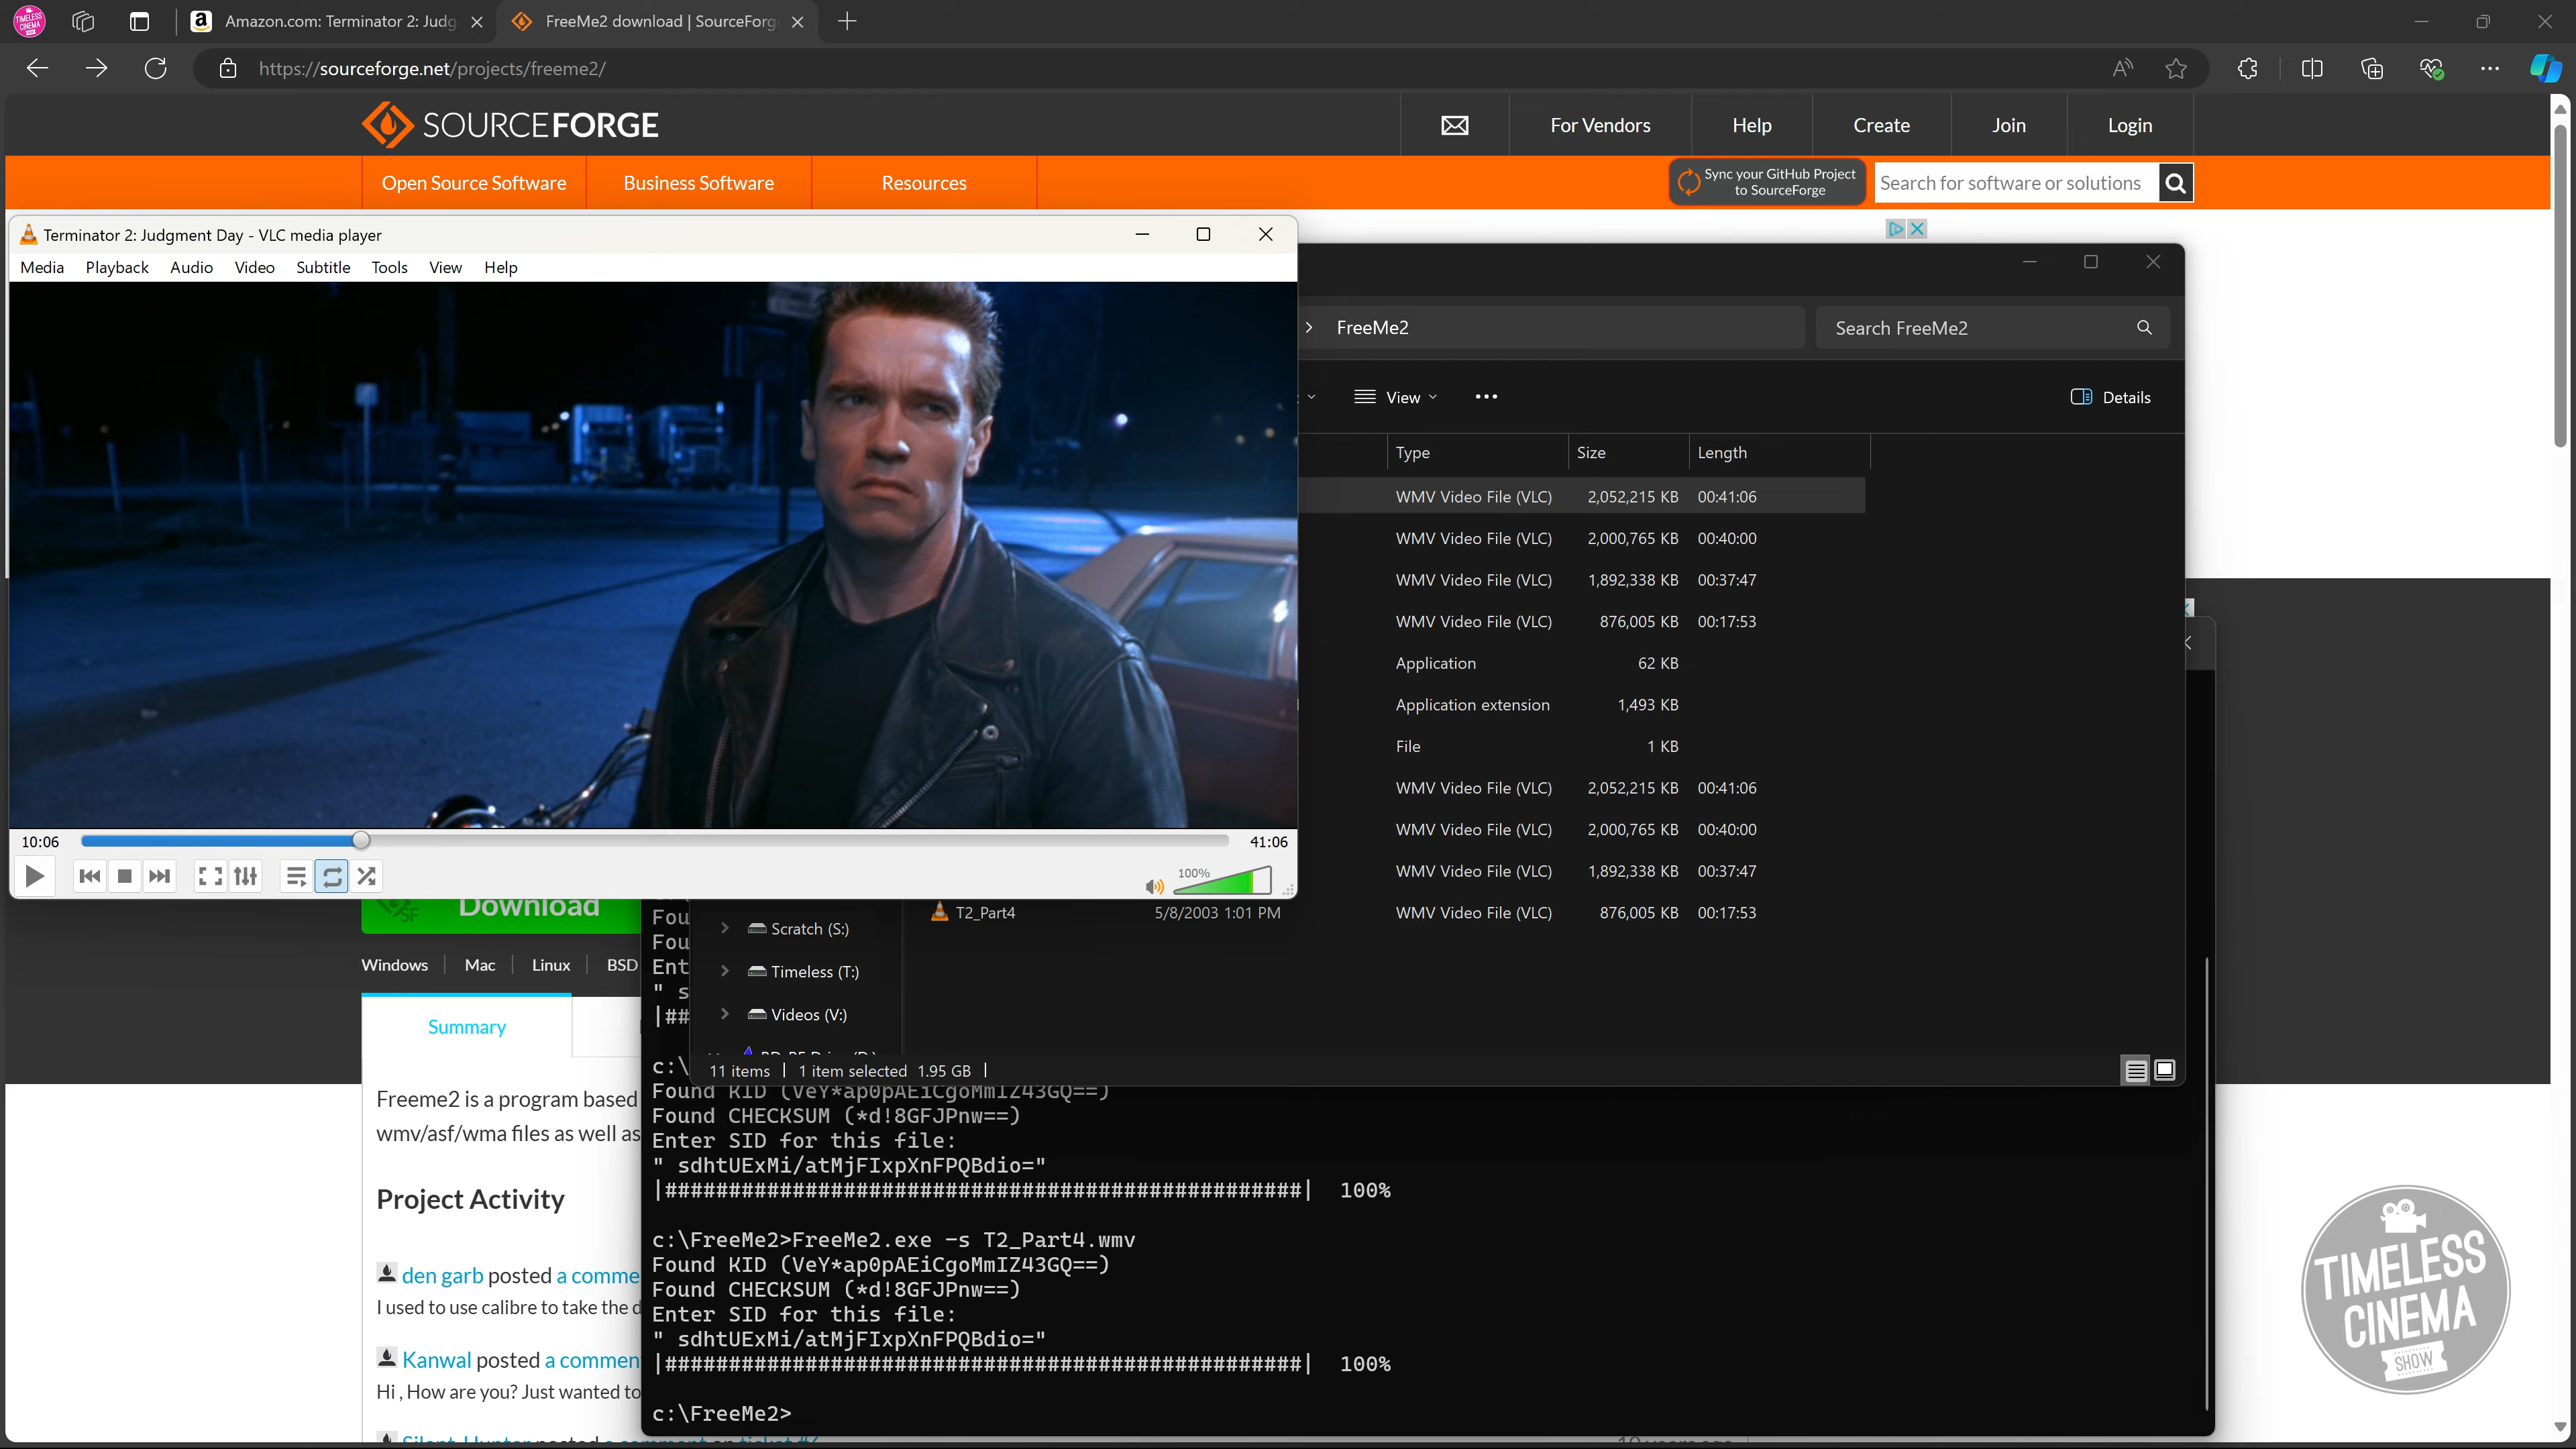 TIMELESS CINEMA SHOW
Amazon.com: Terminator 2: Judg
FreeMe2 download | SourceForg
https://sourceforge.net/projects/freeme2/
SOURCEFORGE
For Vendors
Help
Create
Join
Login
Open Source Software
Business Software
Resources
Sync your GitHub Project
to SourceForge
Search for software or solutions
Terminator 2: Judgment Day - VLC media player
Media Playback Audio Video Subtitle Tools View Help
10:06
41:06
100%
FreeMe2
Search FreeMe2
View
Details
Type Size Length
WMV Video File (VLC) 2,052,215 KB 00:41:06
WMV Video File (VLC) 2,000,765 KB 00:40:00
WMV Video File (VLC) 1,892,338 KB 00:37:47
WMV Video File (VLC) 876,005 KB 00:17:53
Application 62 KB
Application extension 1,493 KB
File 1 KB
WMV Video File (VLC) 2,052,215 KB 00:41:06
WMV Video File (VLC) 2,000,765 KB 00:40:00
WMV Video File (VLC) 1,892,338 KB 00:37:47
T2_Part4 5/8/2003 1:01 PM WMV Video File (VLC) 876,005 KB 00:17:53
Scratch (S:)
Timeless (T:)
Videos (V:)
11 items 1 item selected 1.95 GB
Download
Windows Mac Linux BSD
Summary
Freeme2 is a program based
wmv/asf/wma files as well as
Project Activity
den garb posted a comme
I used to use calibre to take the d
Kanwal posted a commen
Hi , How are you? Just wanted to
Fou
Fou
Ent
" s
|##
c:\
Found KID (VeY*ap0pAEiCgoMmIZ43GQ==)
Found CHECKSUM (*d!8GFJPnw==)
Enter SID for this file:
" sdhtUExMi/atMjFIxpXnFPQBdio="
|##################################################| 100%
c:\FreeMe2>FreeMe2.exe -s T2_Part4.wmv
Found KID (VeY*ap0pAEiCgoMmIZ43GQ==)
Found CHECKSUM (*d!8GFJPnw==)
Enter SID for this file:
" sdhtUExMi/atMjFIxpXnFPQBdio="
|##################################################| 100%
c:\FreeMe2>
TIMELESS
CINEMA
SHOW